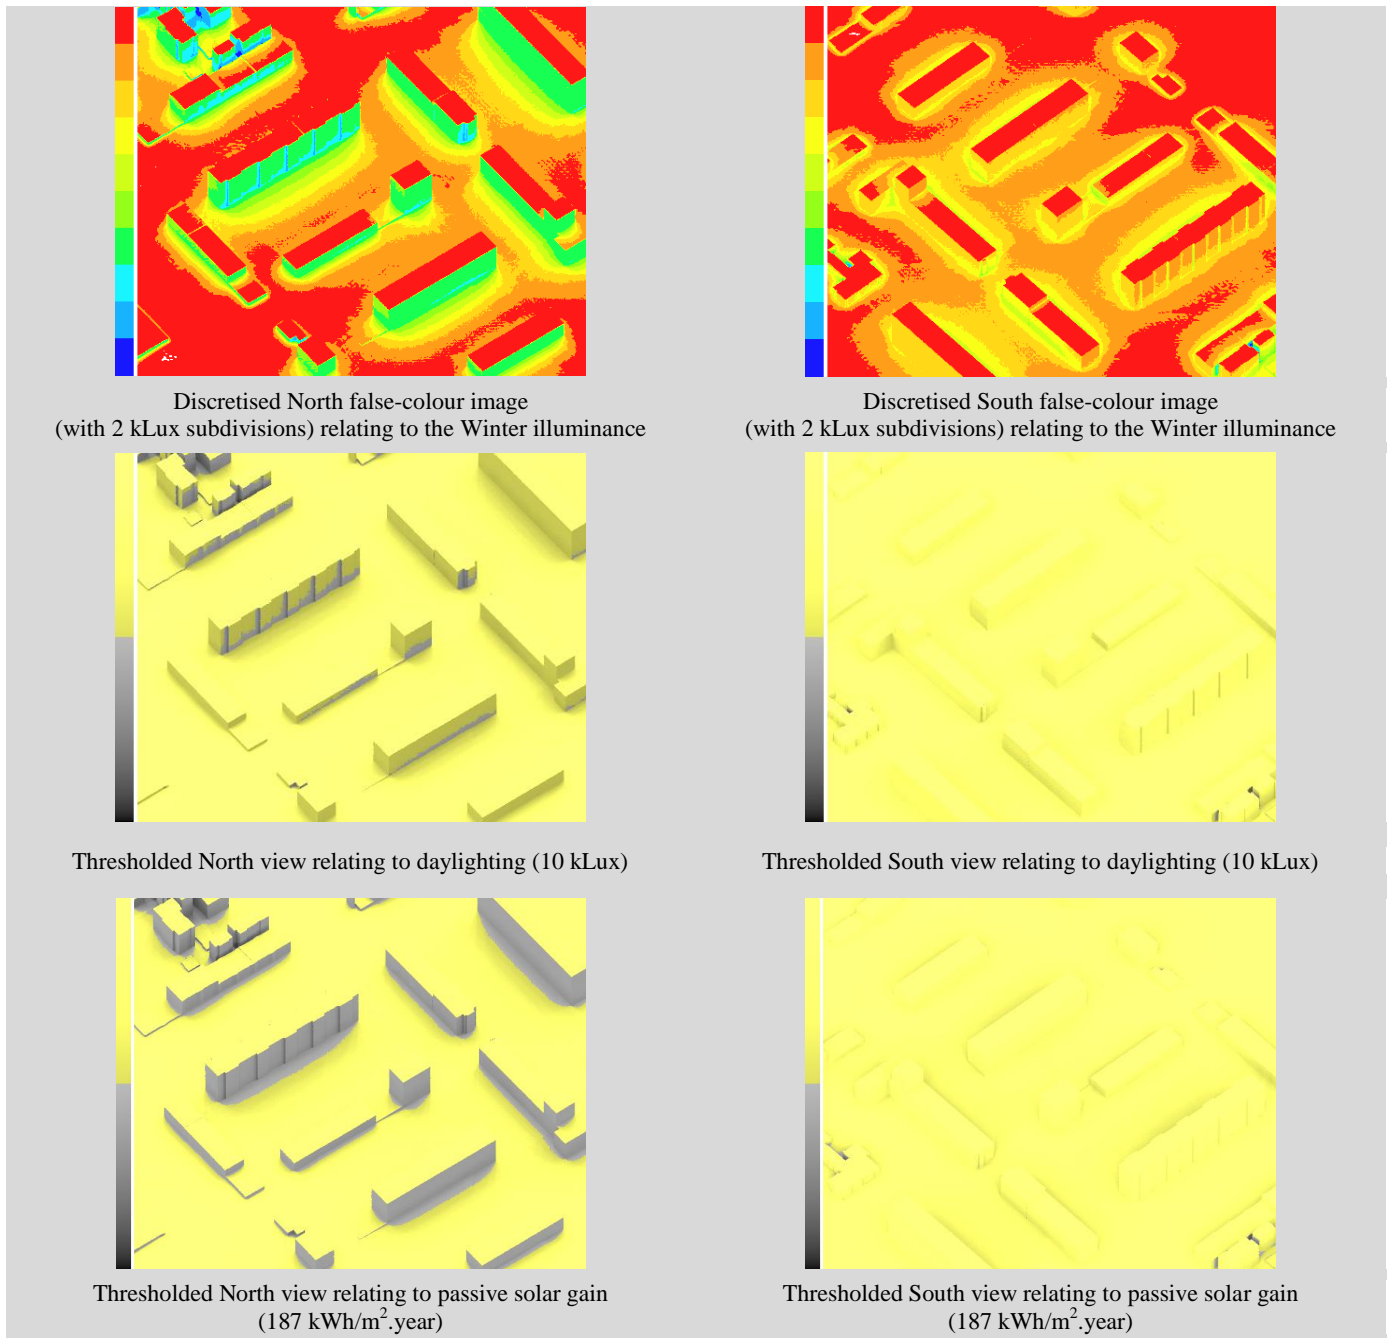 Discretised North false-colour image
(with 2 kLux subdivisions) relating to the Winter illuminance
Discretised South false-colour image
(with 2 kLux subdivisions) relating to the Winter illuminance
Thresholded North view relating to daylighting (10 kLux)
Thresholded South view relating to daylighting (10 kLux)
Thresholded North view relating to passive solar gain
(187 kWh/m².year)
Thresholded South view relating to passive solar gain
(187 kWh/m².year)